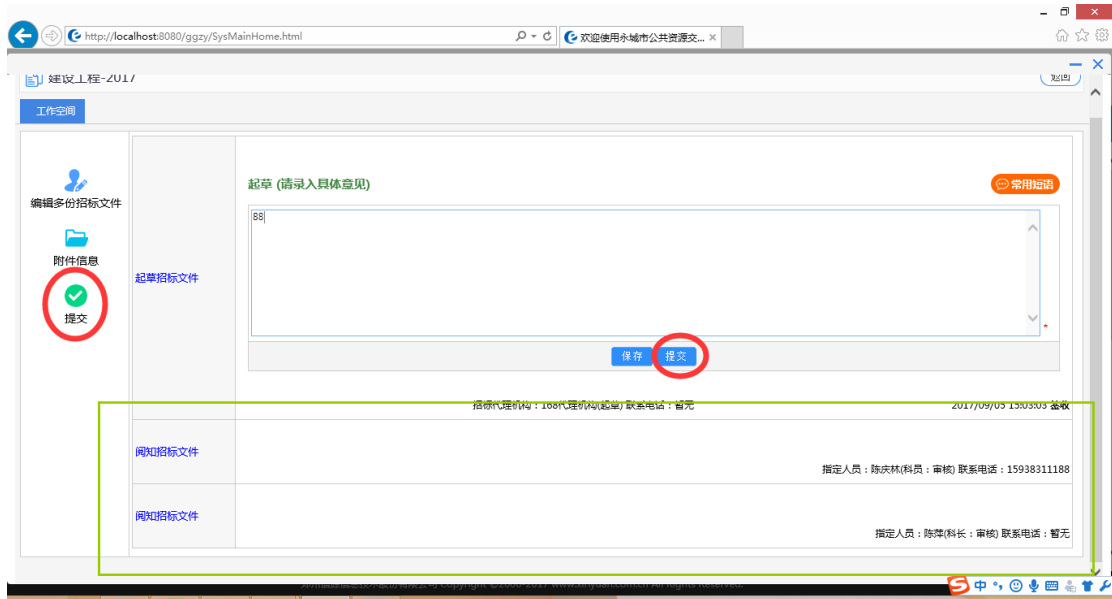 http://localhost:8080/ggzy/SysMainHome.html
欢迎使用永城市公共资源交... ×
建设工程-2017
返回
工作空间
编辑多份招标文件
附件信息
提交
起草招标文件
起草 (请录入具体意见)
常用短语
88
*
保存 提交
招标代理机构：168代理机构(起草) 联系电话：暂无
2017/09/05 15:03:03 签收
阅知招标文件
指定人员：陈庆林(科员：审核) 联系电话：15938311188
阅知招标文件
指定人员：陈萍(科长：审核) 联系电话：暂无
中